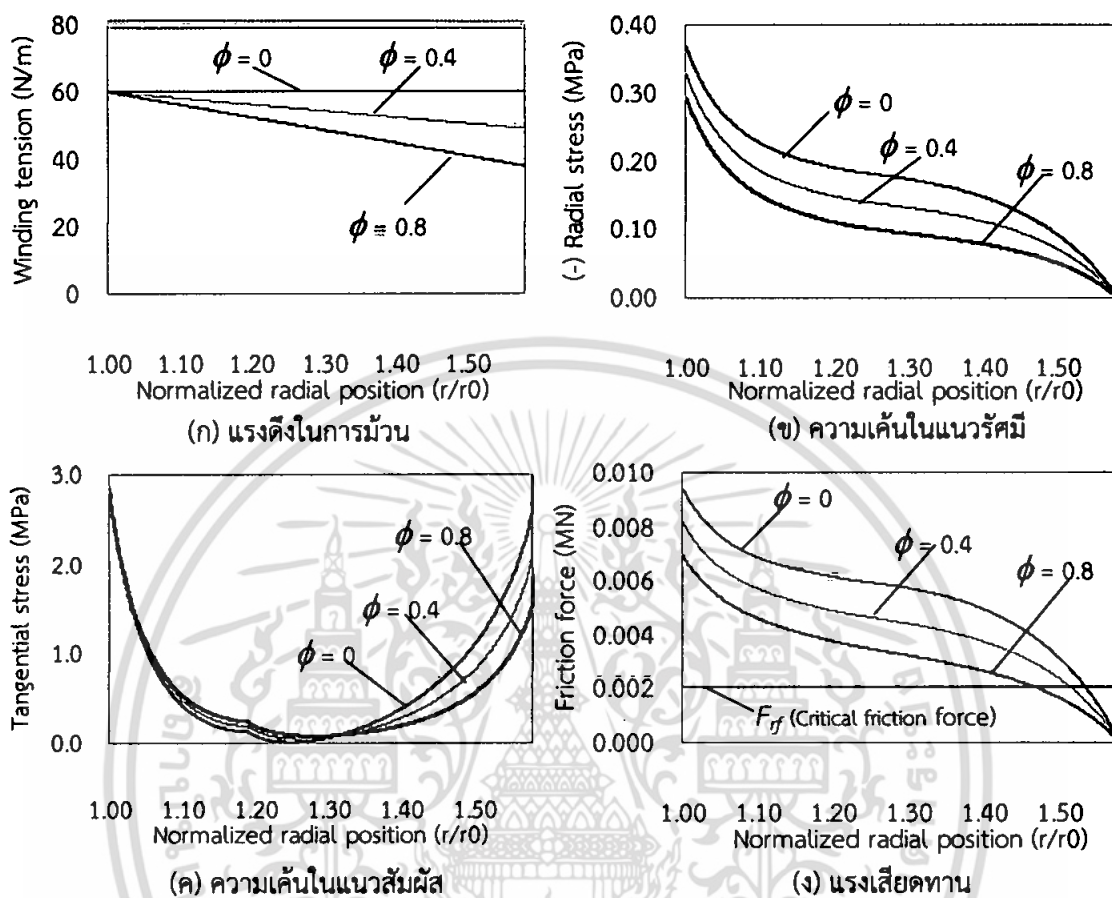 Winding tension (N/m)
80
60
40
20
0
ϕ = 0
ϕ = 0.4
ϕ = 0.8
1.00 1.10 1.20 1.30 1.40 1.50
Normalized radial position (r/r0)
(ก) แรงดึงในการม้วน
(-) Radial stress (MPa)
0.40
0.30
0.20
0.10
0.00
ϕ = 0
ϕ = 0.4
ϕ = 0.8
1.00 1.10 1.20 1.30 1.40 1.50
Normalized radial position (r/r0)
(ข) ความเค้นในแนวรัศมี
Tangential stress (MPa)
3.0
2.0
1.0
0.0
ϕ = 0.8
ϕ = 0.4
ϕ = 0
1.00 1.10 1.20 1.30 1.40 1.50
Normalized radial position (r/r0)
(ค) ความเค้นในแนวสัมผัส
Friction force (MN)
0.010
0.008
0.006
0.004
0.002
0.000
ϕ = 0
ϕ = 0.4
ϕ = 0.8
Frf (Critical friction force)
1.00 1.10 1.20 1.30 1.40 1.50
Normalized radial position (r/r0)
(ง) แรงเสียดทาน